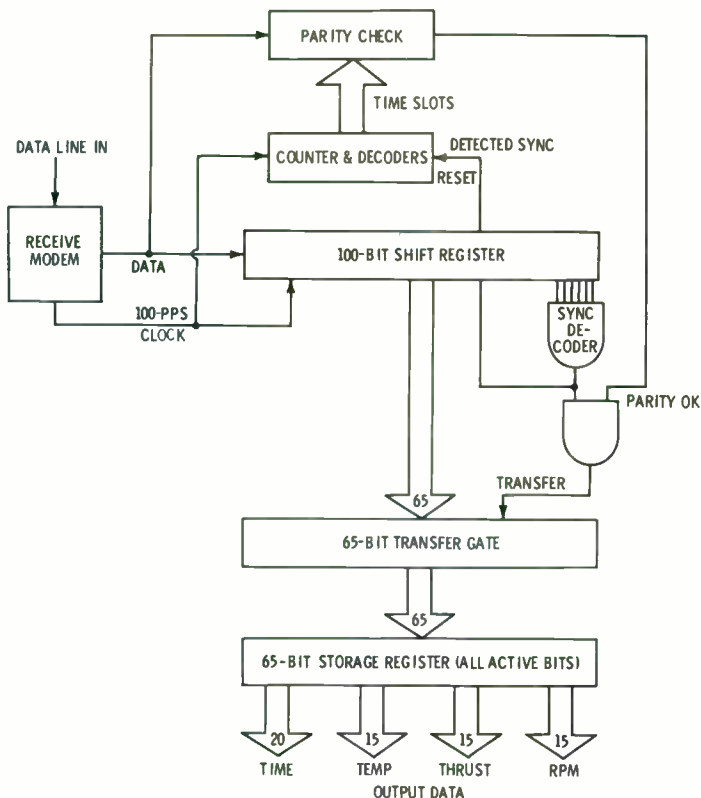 PARITY CHECK
TIME SLOTS
DATA LINE IN
COUNTER & DECODERS
DETECTED SYNC
RESET
RECEIVE
MODEM
DATA
100-BIT SHIFT REGISTER
100-PPS
CLOCK
SYNC
DE-
CODER
PARITY OK
TRANSFER
65
65-BIT TRANSFER GATE
65
65-BIT STORAGE REGISTER (ALL ACTIVE BITS)
20
15
15
15
TIME
TEMP
THRUST
RPM
OUTPUT DATA